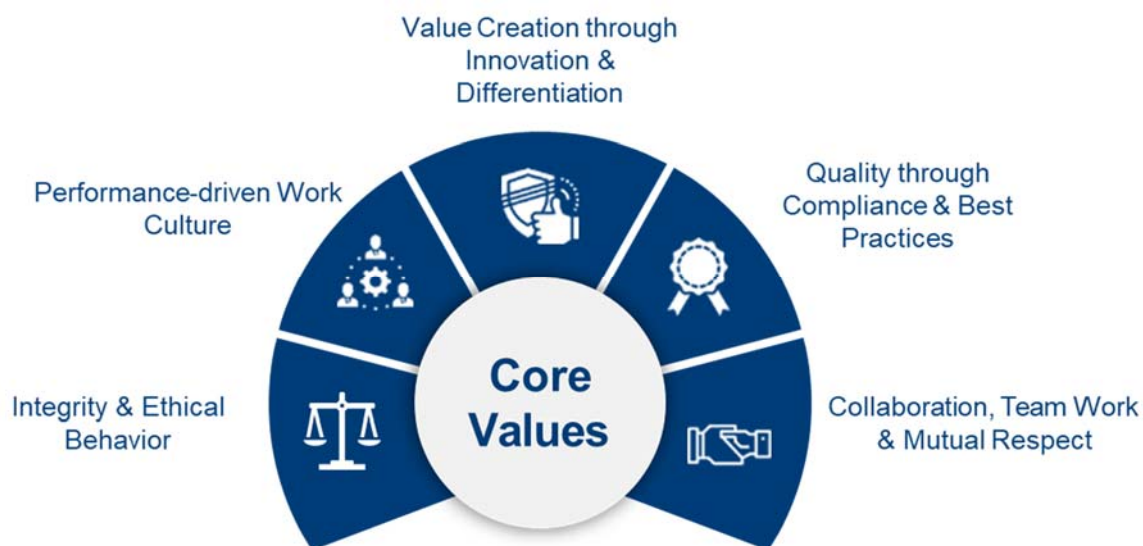 Value Creation through
Innovation &
Differentiation
Performance-driven Work
Culture
Quality through
Compliance & Best
Practices
Integrity & Ethical
Behavior
Core
Values
Collaboration, Team Work
& Mutual Respect